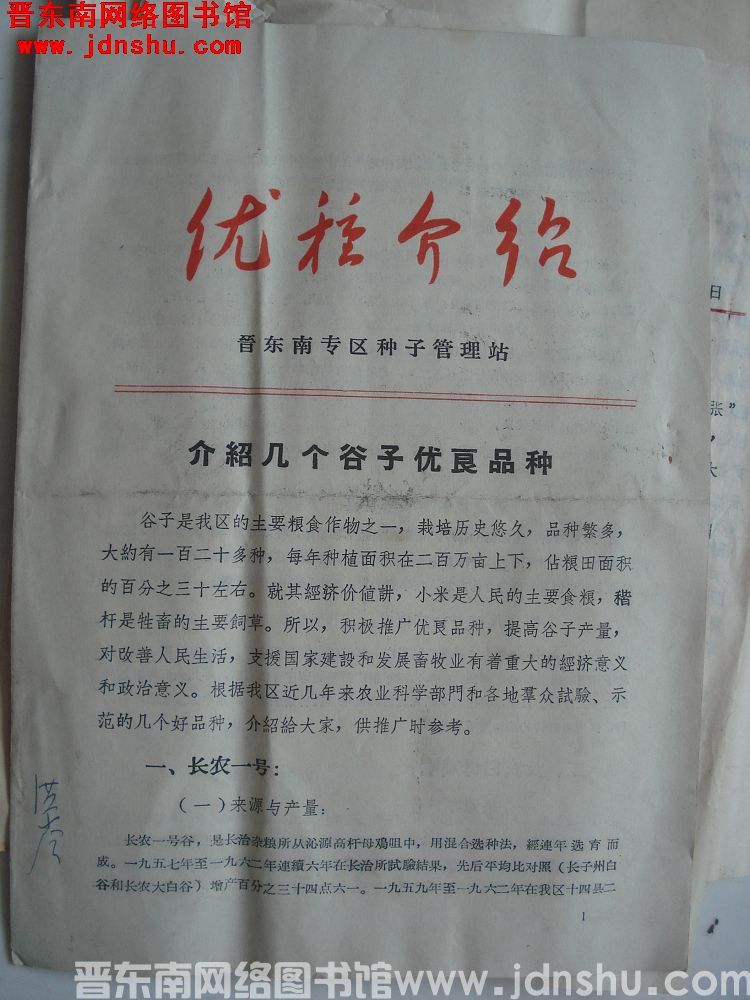 晋东南网络图书馆
www.jdnshu.com
优种介绍
晋东南专区种子管理站
介紹几个谷子优良品种
谷子是我区的主要粮食作物之一，栽培历史悠久，品种繁多，
大約有一百二十多种，每年种植面积在二百万亩上下，佔粮田面积
的百分之三十左右。就其經济价值講，小米是人民的主要食粮，稭
杆是牲畜的主要飼草。所以，积极推广优良品种，提高谷子产量，
对改善人民生活，支援国家建設和发展畜牧业有着重大的經济意义
和政治意义。根据我区近几年来农业科学部門和各地羣众試驗、示
范的几个好品种，介紹給大家，供推广时参考。
一、长农一号：
（一）来源与产量：
长农一号谷，是长治杂粮所从沁源高杆母鸡咀中，用混合选种法，經連年选育而
成。一九五七年至一九六二年連續六年在长治所試驗結果，先后平均比对照（长子州白
谷和长农大白谷）增产百分之三十四点六一。一九五九年至一九六二年在我区十四县二
1
日
张”
晋东南网络图书馆www.jdnshu.com